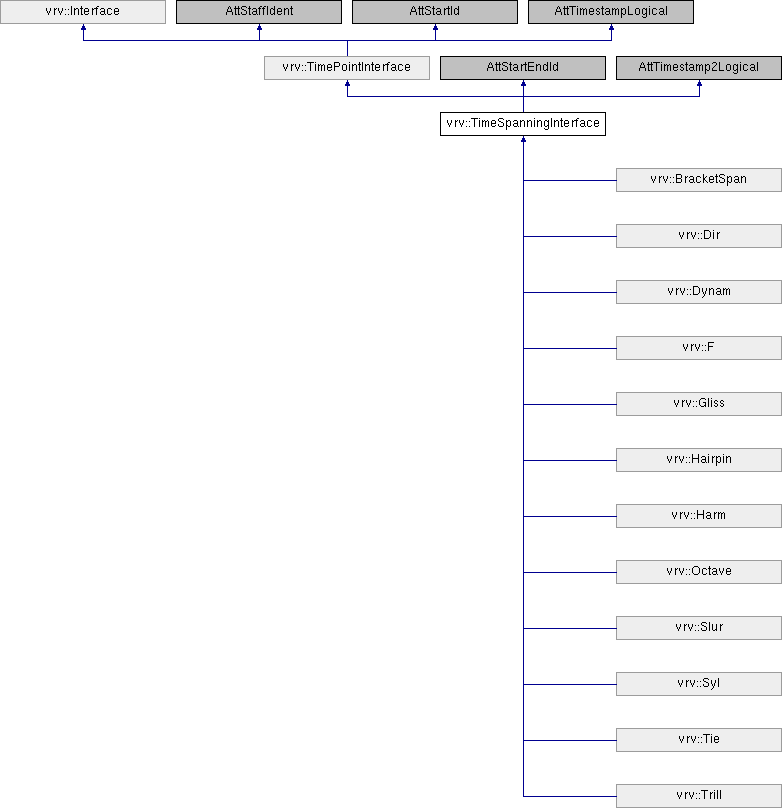 vrv::Interface
AttStaffIdent
AttStartId
AttTimestampLogical
vrv::TimePointInterface
AttStartEndId
AttTimestamp2Logical
vrv::TimeSpanningInterface
vrv::BracketSpan
vrv::Dir
vrv::Dynam
vrv::F
vrv::Gliss
vrv::Hairpin
vrv::Harm
vrv::Octave
vrv::Slur
vrv::Syl
vrv::Tie
vrv::Trill